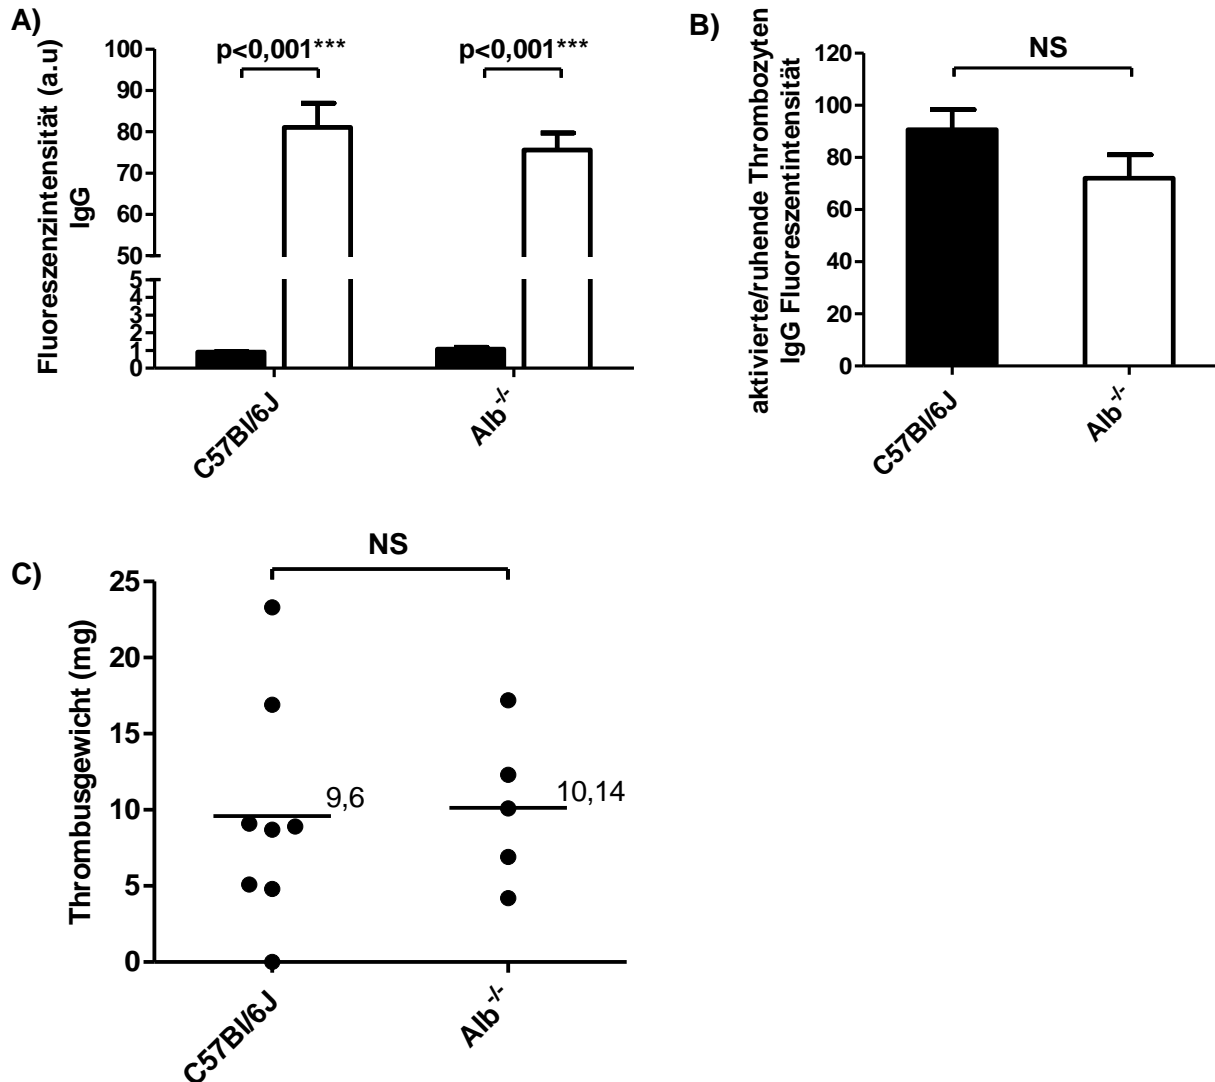 A)
Fluoreszenzintensität (a.u)
IgG
100
90
80
70
60
50
5
4
3
2
1
0
p<0,001***
p<0,001***
C57Bl/6J
Alb-/-
B)
aktivierte/ruhende Thrombozyten
IgG Fluoreszentintensität
120
100
80
60
40
20
0
NS
C57Bl/6J
Alb-/-
C)
Thrombusgewicht (mg)
25
20
15
10
5
0
NS
9,6
10,14
C57Bl/6J
Alb-/-